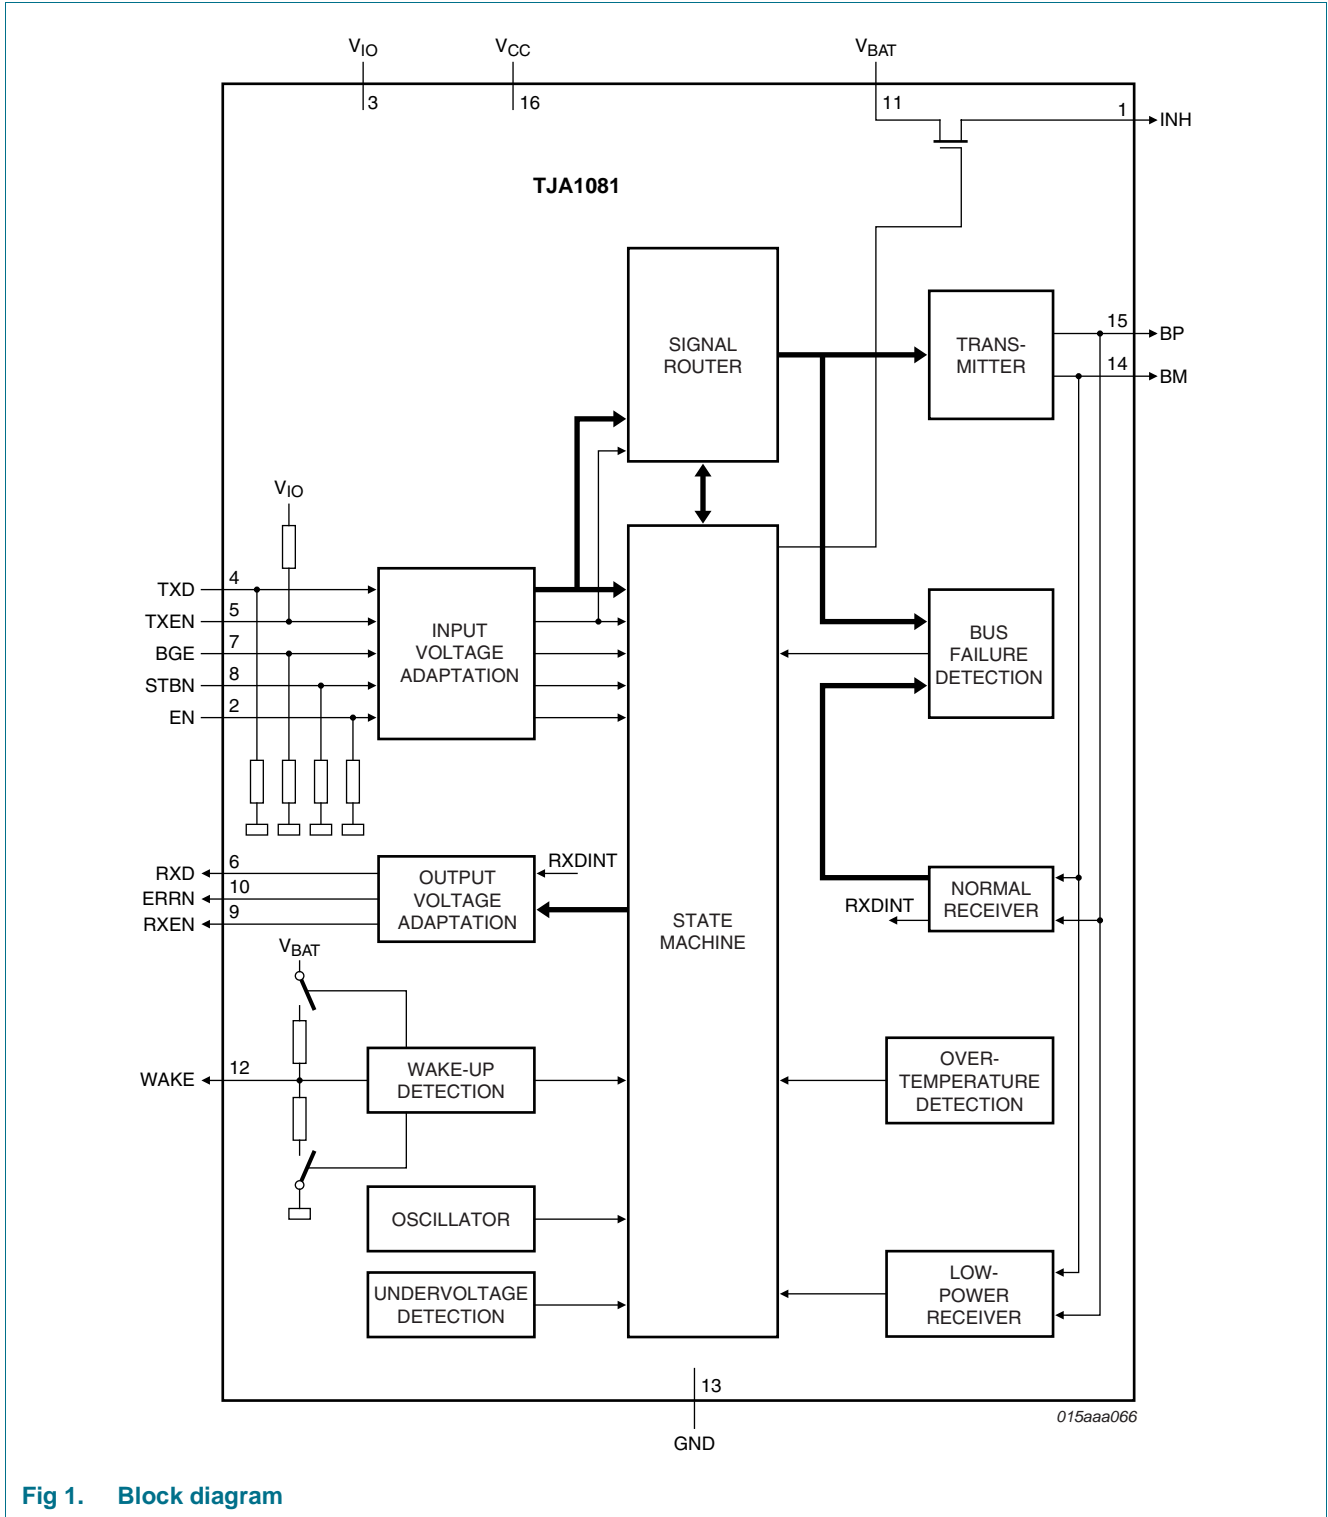 VIO
VCC
VBAT
3
16
11
1
INH
TJA1081
SIGNAL
ROUTER
TRANS-
MITTER
15
BP
14
BM
VIO
TXD
4
TXEN
5
BGE
7
STBN
8
EN
2
INPUT
VOLTAGE
ADAPTATION
BUS
FAILURE
DETECTION
RXD
6
ERRN
10
RXEN
9
OUTPUT
VOLTAGE
ADAPTATION
RXDINT
STATE
MACHINE
RXDINT
NORMAL
RECEIVER
VBAT
WAKE
12
WAKE-UP
DETECTION
OVER-
TEMPERATURE
DETECTION
OSCILLATOR
UNDERVOLTAGE
DETECTION
LOW-
POWER
RECEIVER
13
GND
015aaa066
Fig 1. Block diagram